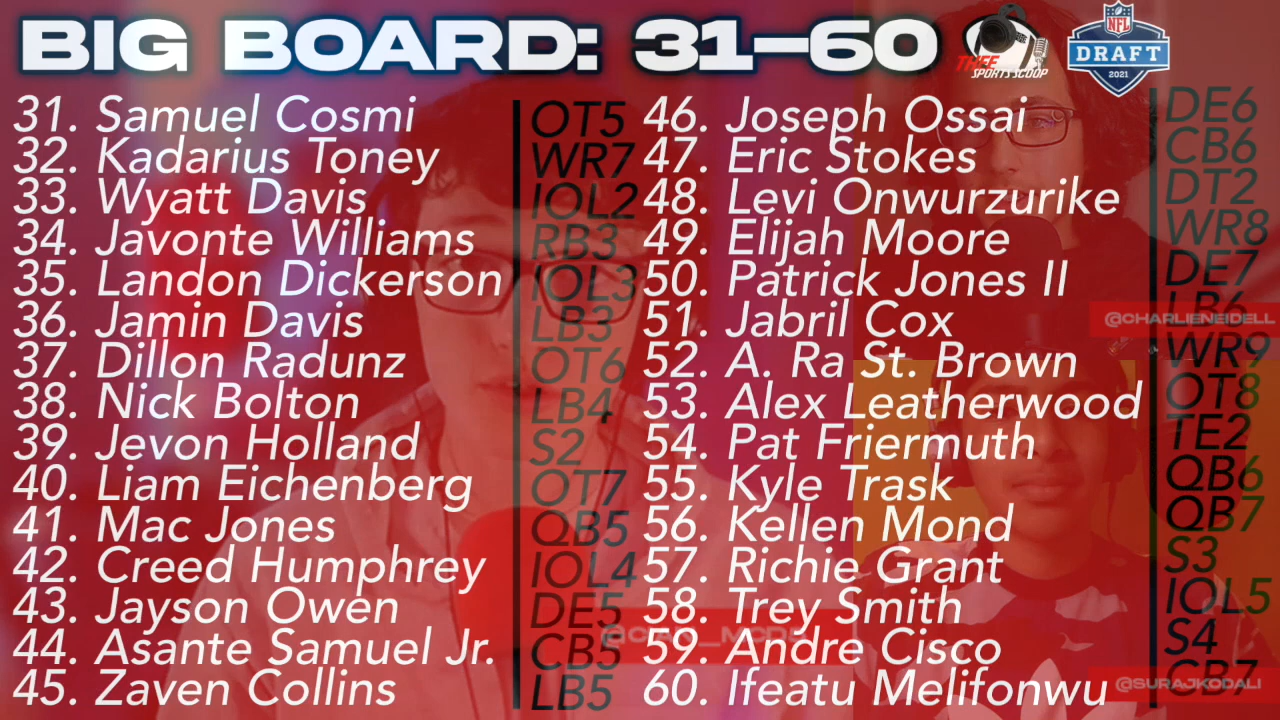 BIG BOARD: 31–60
THEE
SPORTS SCOOP
NFL
DRAFT
2021
31. Samuel Cosmi OT5
32. Kadarius Toney WR7
33. Wyatt Davis IOL2
34. Javonte Williams RB3
35. Landon Dickerson IOL3
36. Jamin Davis LB3
37. Dillon Radunz OT6
38. Nick Bolton LB4
39. Jevon Holland S2
40. Liam Eichenberg OT7
41. Mac Jones QB5
42. Creed Humphrey IOL4
43. Jayson Owen DE5
44. Asante Samuel Jr. CB5
45. Zaven Collins LB5
46. Joseph Ossai DE6
47. Eric Stokes CB6
48. Levi Onwurzurike DT2
49. Elijah Moore WR8
50. Patrick Jones II DE7
51. Jabril Cox LB6
52. A. Ra St. Brown WR9
53. Alex Leatherwood OT8
54. Pat Friermuth TE2
55. Kyle Trask QB6
56. Kellen Mond QB7
57. Richie Grant S3
58. Trey Smith IOL5
59. Andre Cisco S4
60. Ifeatu Melifonwu CB7
@CHARLIENEIDELL
@SURAJKODALI